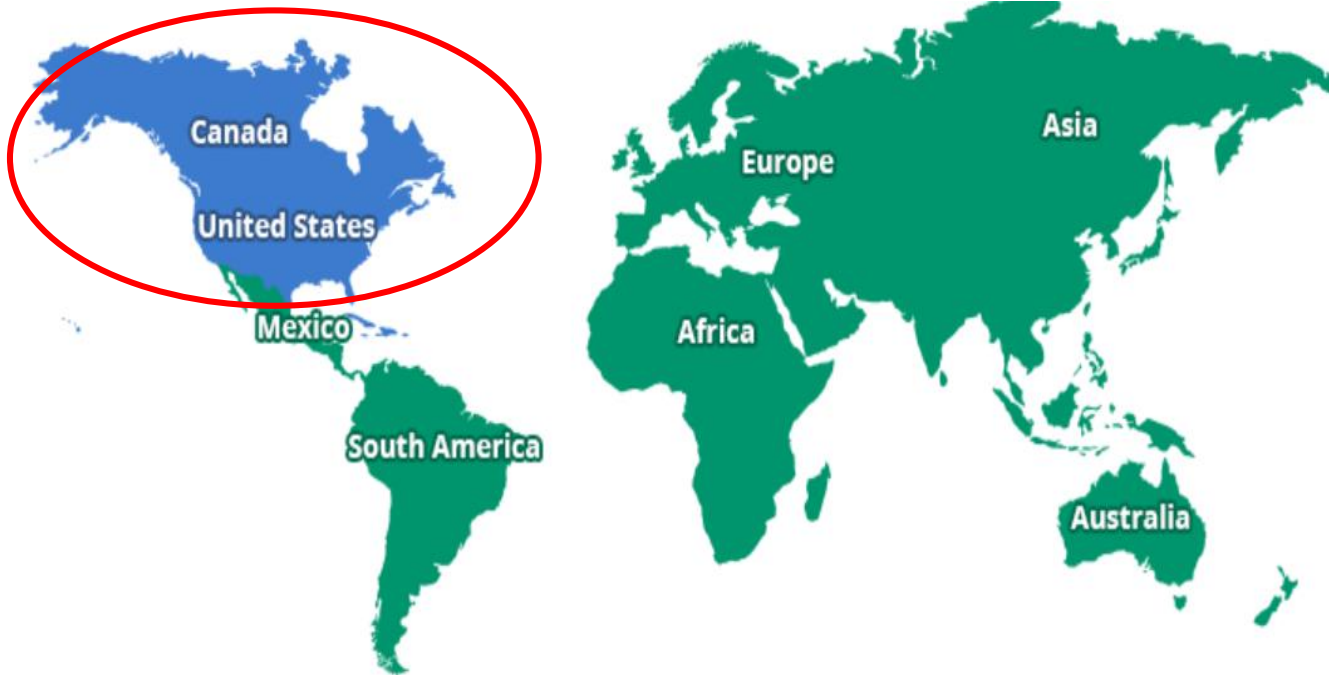 Canada
United States
Mexico
South America
Europe
Asia
Africa
Australia